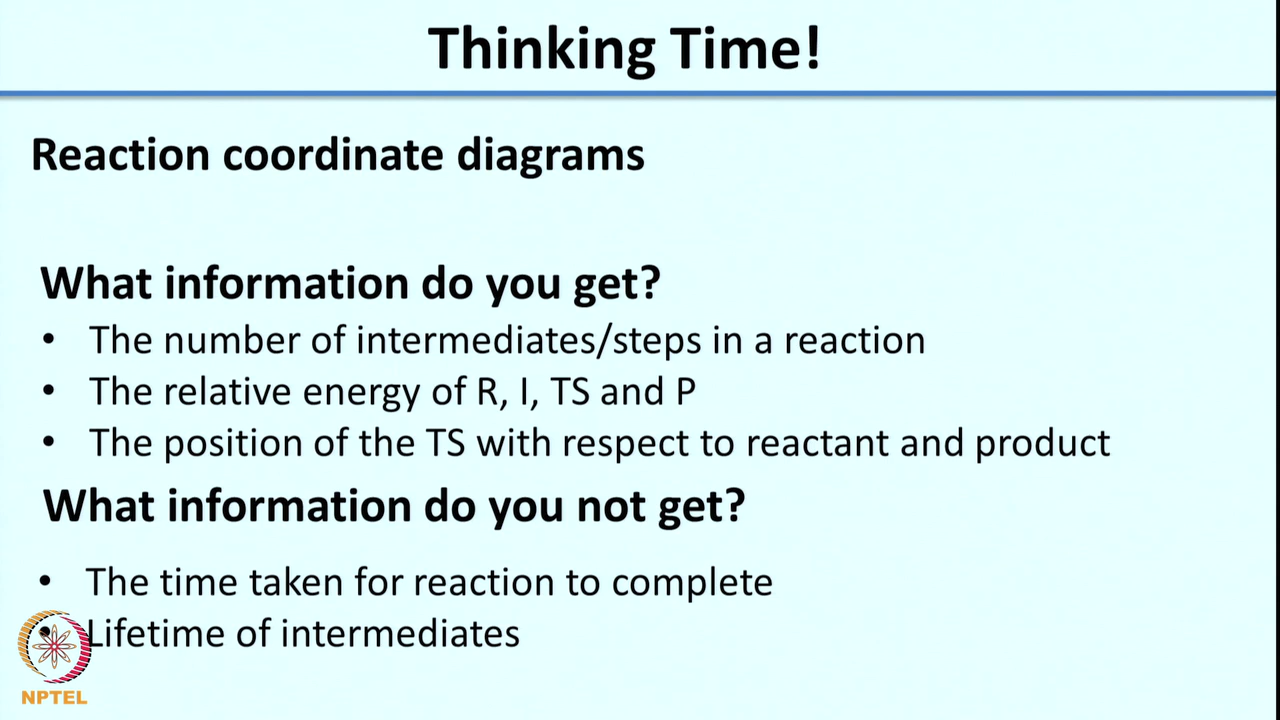 Thinking Time!
Reaction coordinate diagrams
What information do you get?
• The number of intermediates/steps in a reaction
• The relative energy of R, I, TS and P
• The position of the TS with respect to reactant and product
What information do you not get?
• The time taken for reaction to complete
• Lifetime of intermediates
NPTEL